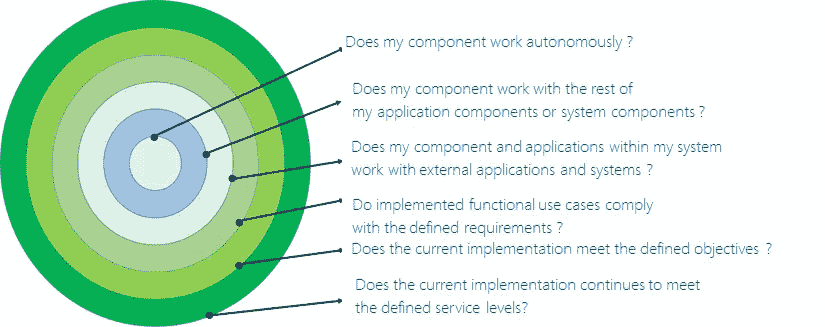 Does my component work autonomously ?
Does my component work with the rest of
my application components or system components ?
Does my component and applications within my system
work with external applications and systems ?
Do implemented functional use cases comply
with the defined requirements ?
Does the current implementation meet the defined objectives ?
Does the current implementation continues to meet
the defined service levels?